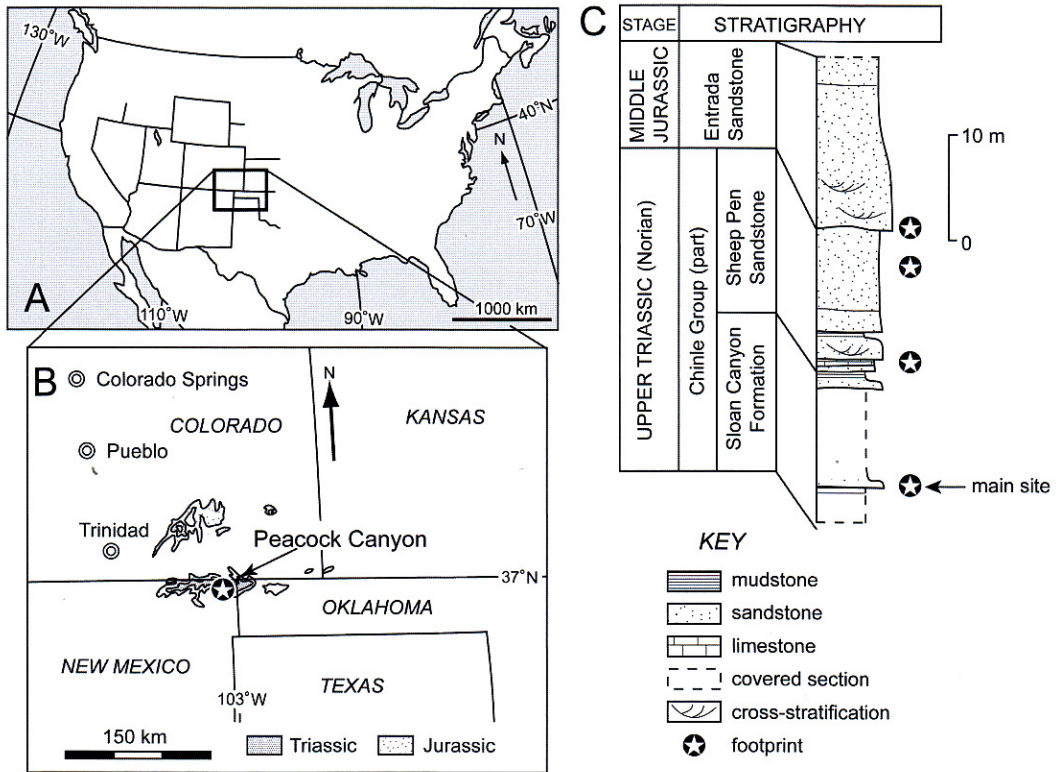 A
130°W
40°N
N
70°W
110°W
90°W
1000 km
B
Colorado Springs
N
COLORADO
KANSAS
Pueblo
Trinidad
Peacock Canyon
37°N
OKLAHOMA
NEW MEXICO
TEXAS
103°W
150 km
Triassic
Jurassic
C
STAGE
STRATIGRAPHY
MIDDLE
JURASSIC
Entrada
Sandstone
10 m
0
UPPER TRIASSIC (Norian)
Chinle Group (part)
Sheep Pen
Sandstone
Sloan Canyon
Formation
main site
KEY
mudstone
sandstone
limestone
covered section
cross-stratification
footprint